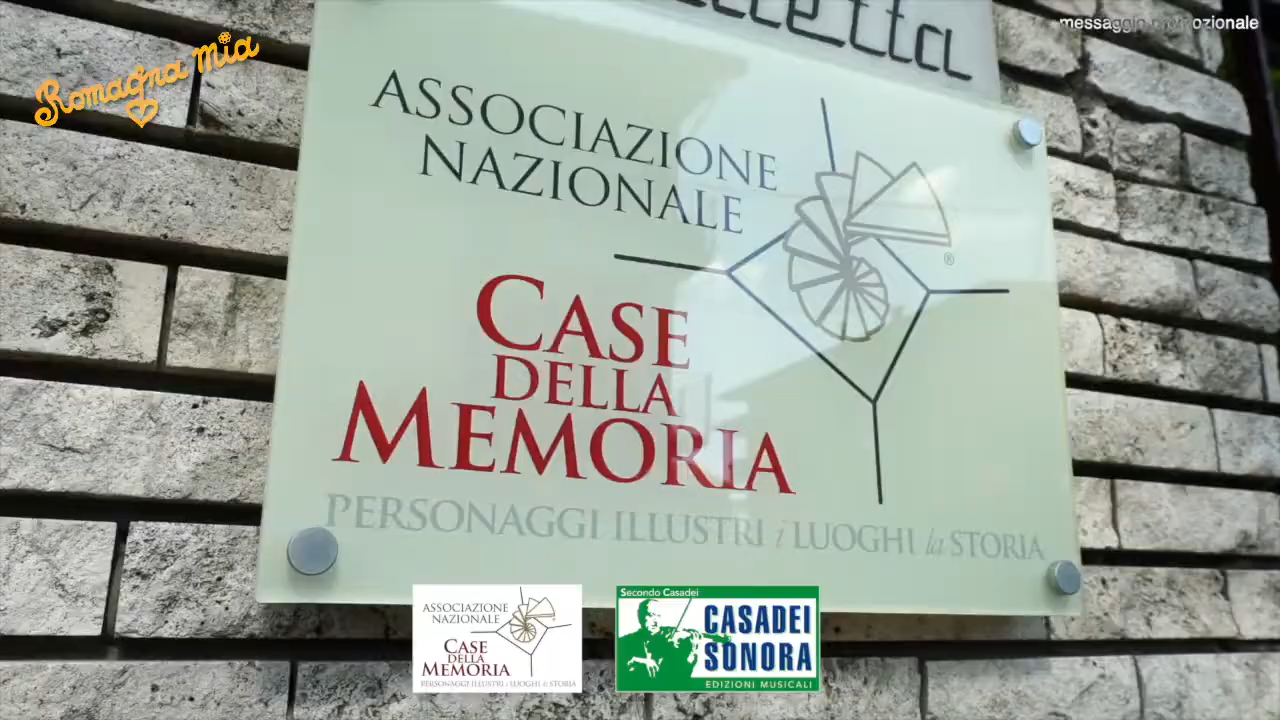 Romagna mia
messaggio promozionale
ASSOCIAZIONE
NAZIONALE
®
CASE
DELLA
MEMORIA
PERSONAGGI ILLUSTRI i LUOGHI la STORIA
ASSOCIAZIONE
NAZIONALE
CASE
DELLA
MEMORIA
PERSONAGGI ILLUSTRI i LUOGHI la STORIA
Secondo Casadei
CASADEI
SONORA
EDIZIONI MUSICALI